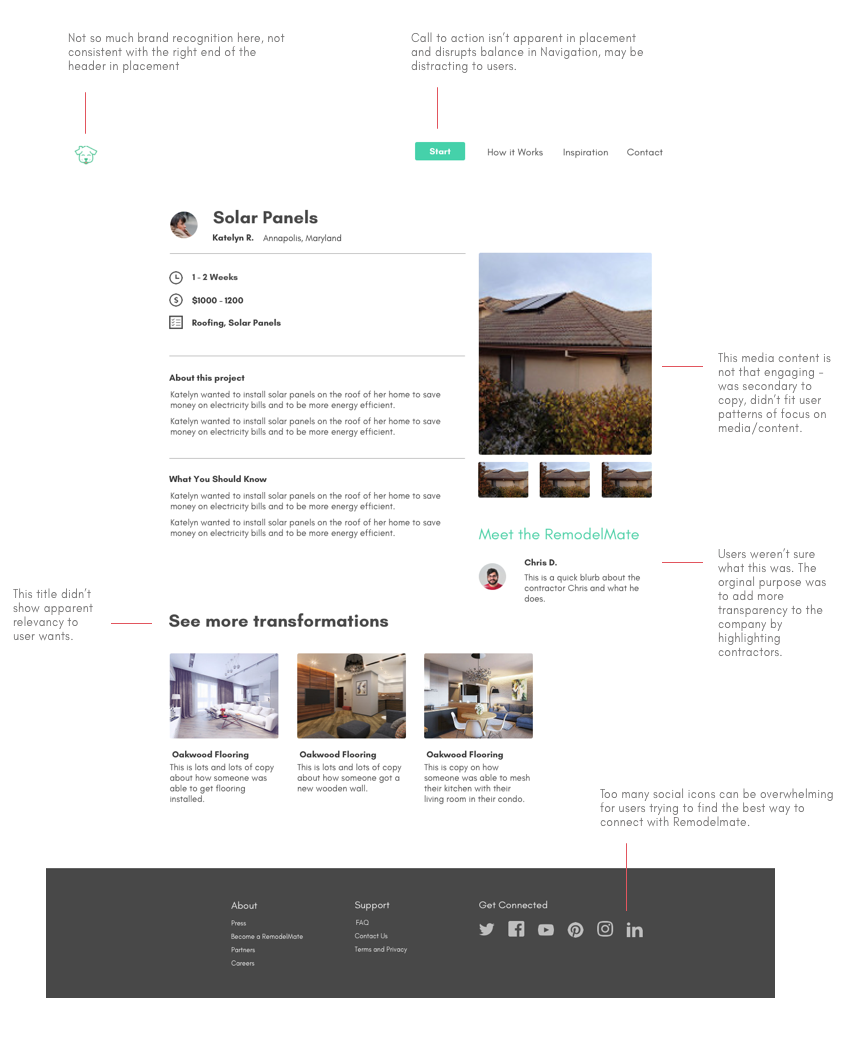 Not so much brand recognition here, not
consistent with the right end of the
header in placement
Call to action isn't apparent in placement
and disrupts balance in Navigation, may be
distracting to users.
Start
How it Works
Inspiration
Contact
Solar Panels
Katelyn R. Annapolis, Maryland
1 - 2 Weeks
$1000 - 1200
Roofing, Solar Panels
About this project
Katelyn wanted to install solar panels on the roof of her home to save
money on electricity bills and to be more energy efficient.
Katelyn wanted to install solar panels on the roof of her home to save
money on electricity bills and to be more energy efficient.
What You Should Know
Katelyn wanted to install solar panels on the roof of her home to save
money on electricity bills and to be more energy efficient.
Katelyn wanted to install solar panels on the roof of her home to save
money on electricity bills and to be more energy efficient.
This media content is
not that engaging -
was secondary to
copy, didn't fit user
patterns of focus on
media/content.
Meet the RemodelMate
Chris D.
This is a quick blurb about the
contractor Chris and what he
does.
Users weren't sure
what this was. The
orginal purpose was
to add more
transparency to the
company by
highlighting
contractors.
This title didn't
show apparent
relevancy to
user wants.
See more transformations
Oakwood Flooring
This is lots and lots of copy
about how someone was
able to get flooring
installed.
Oakwood Flooring
This is lots and lots of copy
about how someone got a
new wooden wall.
Oakwood Flooring
This is copy on how
someone was able to mesh
their kitchen with their
living room in their condo.
Too many social icons can be overwhelming
for users trying to find the best way to
connect with Remodelmate.
About
Press
Become a RemodelMate
Partners
Careers
Support
FAQ
Contact Us
Terms and Privacy
Get Connected